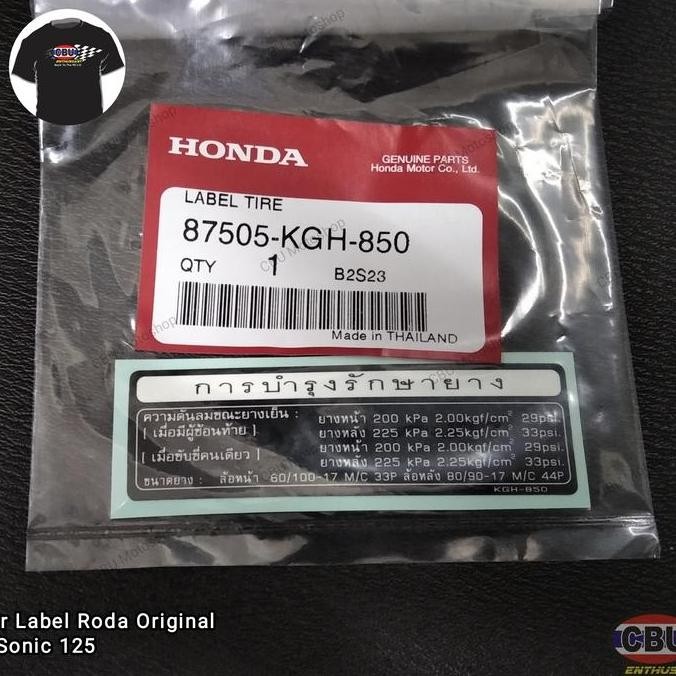 CBU
ENTHUSIAST
HONDA
GENUINE PARTS
Honda Motor Co., Ltd.
LABEL TIRE
87505-KGH-850
QTY 1 B2S23
Made in THAILAND
การบำรุงรักษายาง
ความดันลมขณะยางเย็น : ยางหน้า 200 kPa 2.00kgf/cm² 29psi.
[ เมื่อมีผู้ซ้อนท้าย ] ยางหลัง 225 kPa 2.25kgf/cm² 33psi.
ยางหน้า 200 kPa 2.00kgf/cm² 29psi.
[ เมื่อขับขี่คนเดียว ] ยางหลัง 225 kPa 2.25kgf/cm² 33psi.
ขนาดยาง : ล้อหน้า 60/100-17 M/C 33P ล้อหลัง 80/90-17 M/C 44P
KGH-850
r Label Roda Original
Sonic 125
CBU
ENTHUS
CBU MotoShop